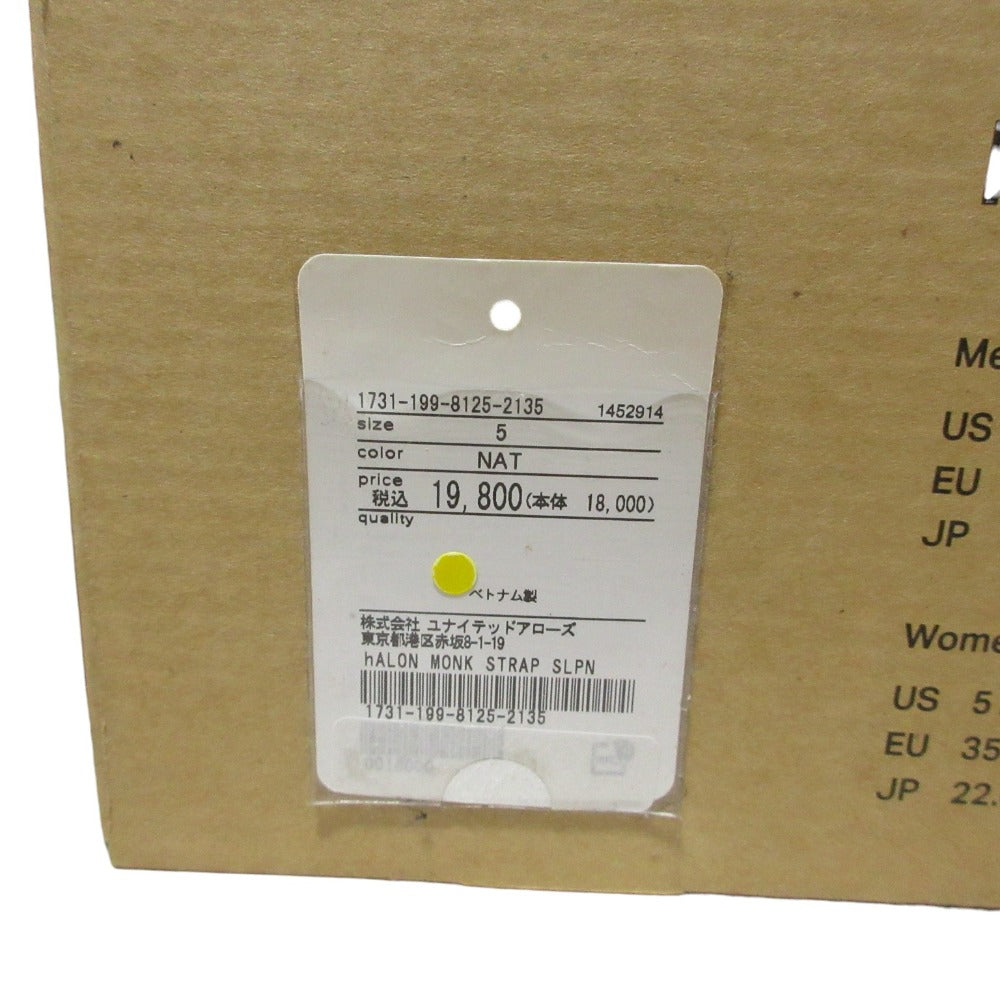 1731-199-8125-2135 1452914
size 5
color NAT
price
税込 19,800(本体 18,000)
quality
ベトナム製
株式会社 ユナイテッドアローズ
東京都港区赤坂8-1-19
hALON MONK STRAP SLPN
1731-199-8125-2135
Me
US
EU
JP
Wome
US 5
EU 35
JP 22.